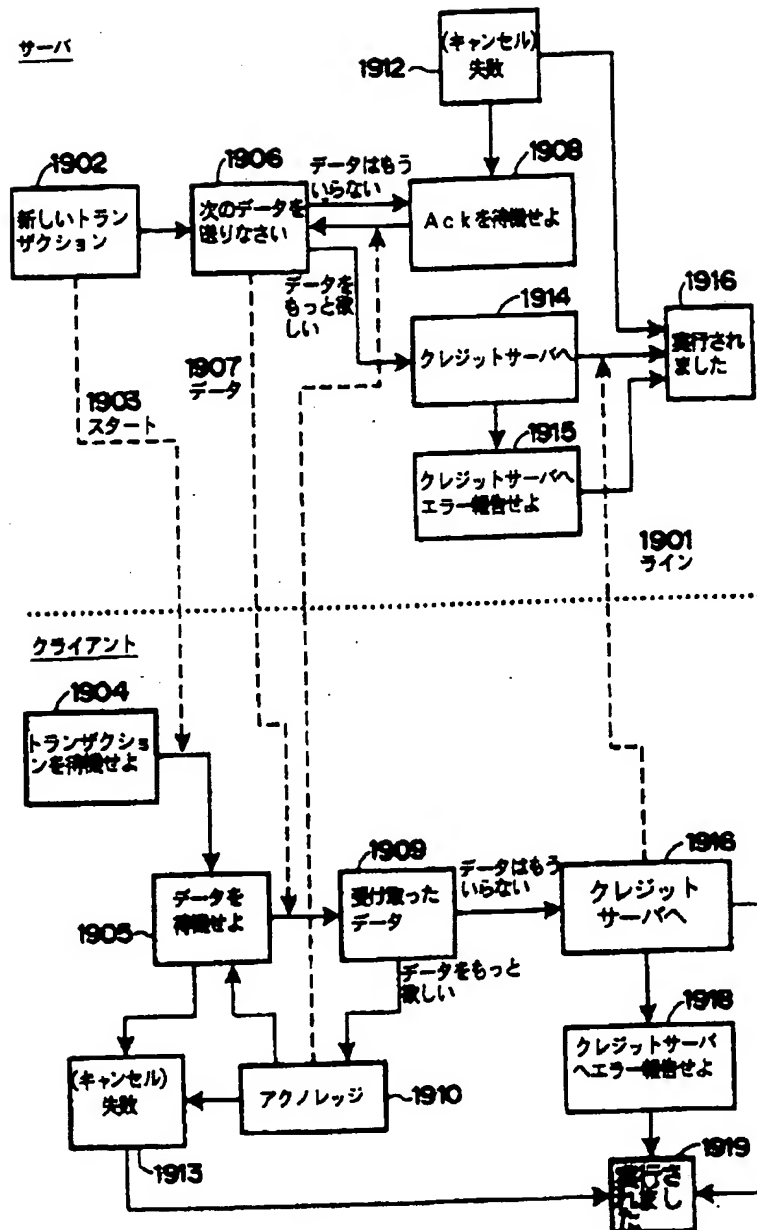 サーバ
(キャンセル)
失敗
1912
1902
新しいトラン
ザクション
1906
次のデータを
送りなさい
データはもう
いらない
1908
Ackを待機せよ
データを
もっと欲
しい
1914
クレジットサーバへ
1916
実行され
ました
1903
スタート
1907
データ
1915
クレジットサーバへ
エラー報告せよ
1901
ライン
クライアント
1904
トランザクショ
ンを待機せよ
1905
データを
待機せよ
1909
受け取った
データ
データはもう
いらない
1916
クレジット
サーバへ
データをもっと
欲しい
1918
クレジットサーバ
へエラー報告せよ
(キャンセル)
失敗
1913
アクノレッジ
1910
1919
実行さ
れまし
た